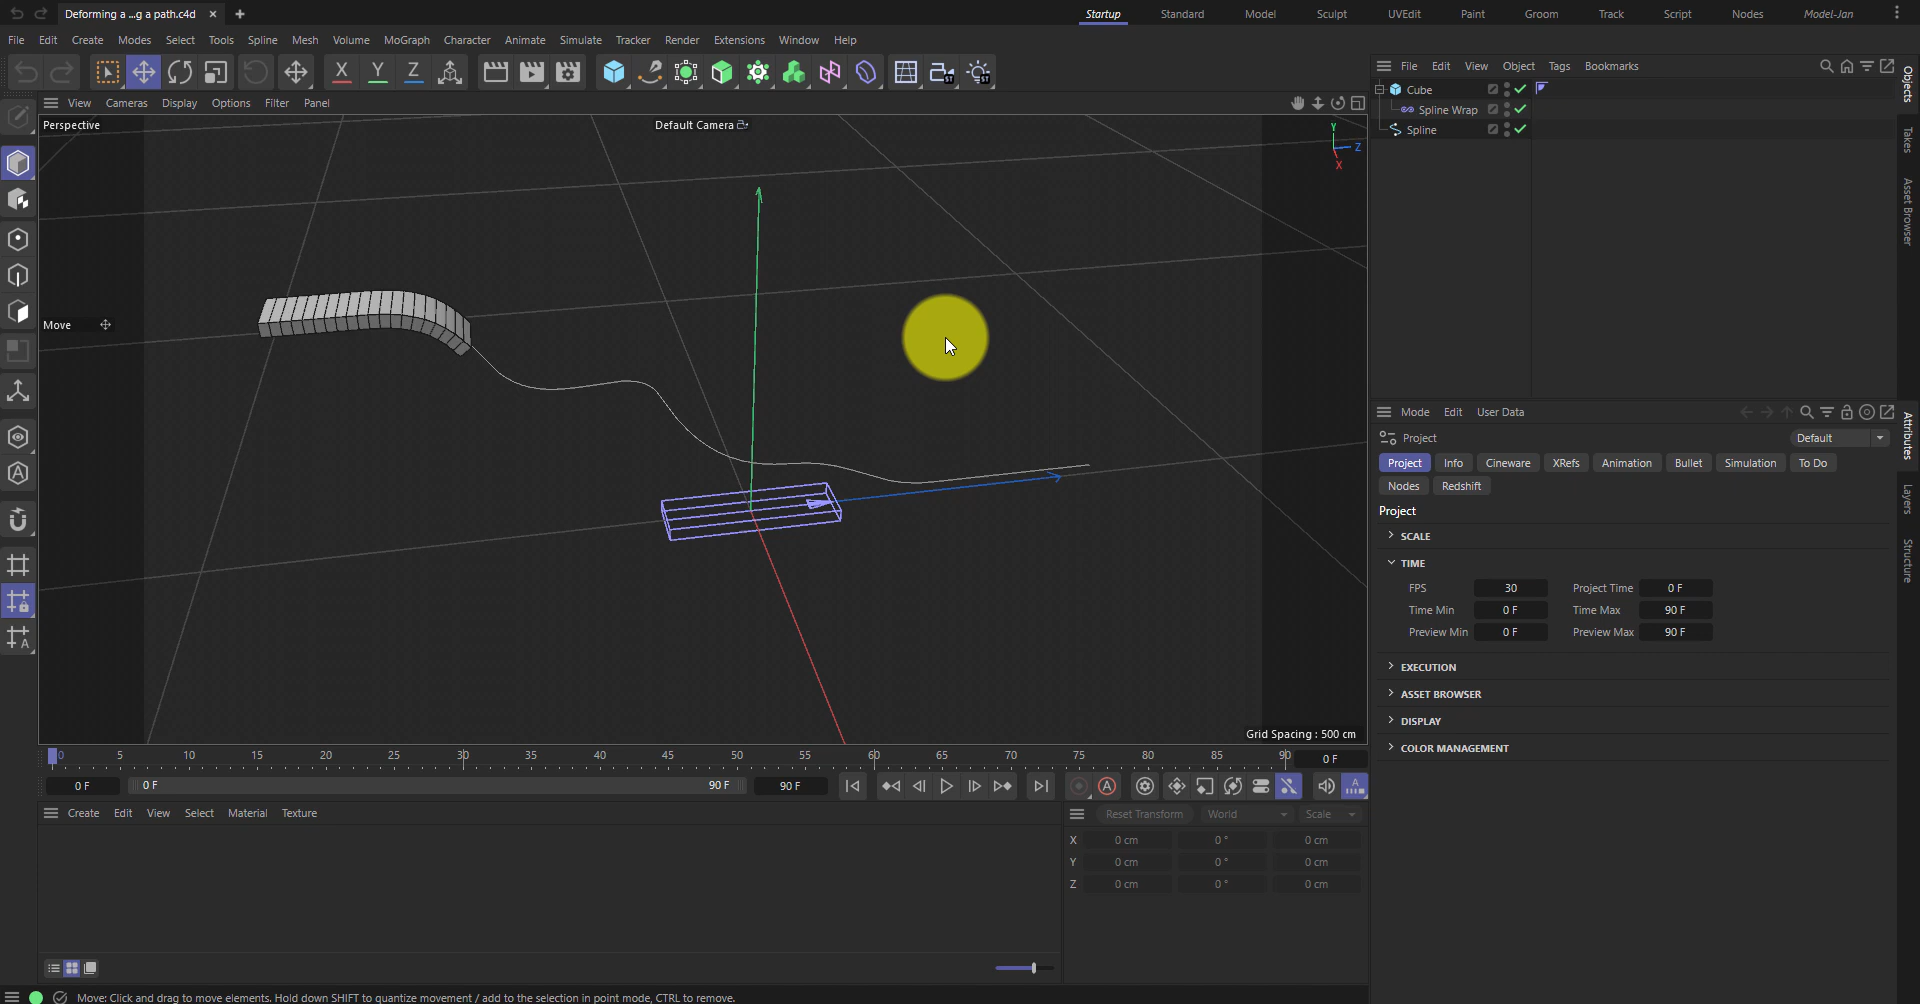 Deforming a ...g a path.c4d
Startup Standard Model Sculpt UVEdit Paint Groom Track Script Nodes Model-Jan
File Edit Create Modes Select Tools Spline Mesh Volume MoGraph Character Animate Simulate Tracker Render Extensions Window Help
X Y Z
ST ST
View Cameras Display Options Filter Panel
Perspective
Default Camera
Y
Z
X
Move
Grid Spacing : 500 cm
0 5 10 15 20 25 30 35 40 45 50 55 60 65 70 75 80 85 90 0 F
0 F 0 F 90 F 90 F
Create Edit View Select Material Texture
Reset Transform World Scale
X 0 cm 0 ° 0 cm
Y 0 cm 0 ° 0 cm
Z 0 cm 0 ° 0 cm
Move: Click and drag to move elements. Hold down SHIFT to quantize movement / add to the selection in point mode, CTRL to remove.
File Edit View Object Tags Bookmarks
Cube
Spline Wrap
Spline
Objects
Takes
Asset Browser
Mode Edit User Data
Project Default
Project Info Cineware XRefs Animation Bullet Simulation To Do
Nodes Redshift
Project
SCALE
TIME
FPS 30 Project Time 0 F
Time Min 0 F Time Max 90 F
Preview Min 0 F Preview Max 90 F
EXECUTION
ASSET BROWSER
DISPLAY
COLOR MANAGEMENT
Attributes
Layers
Structure